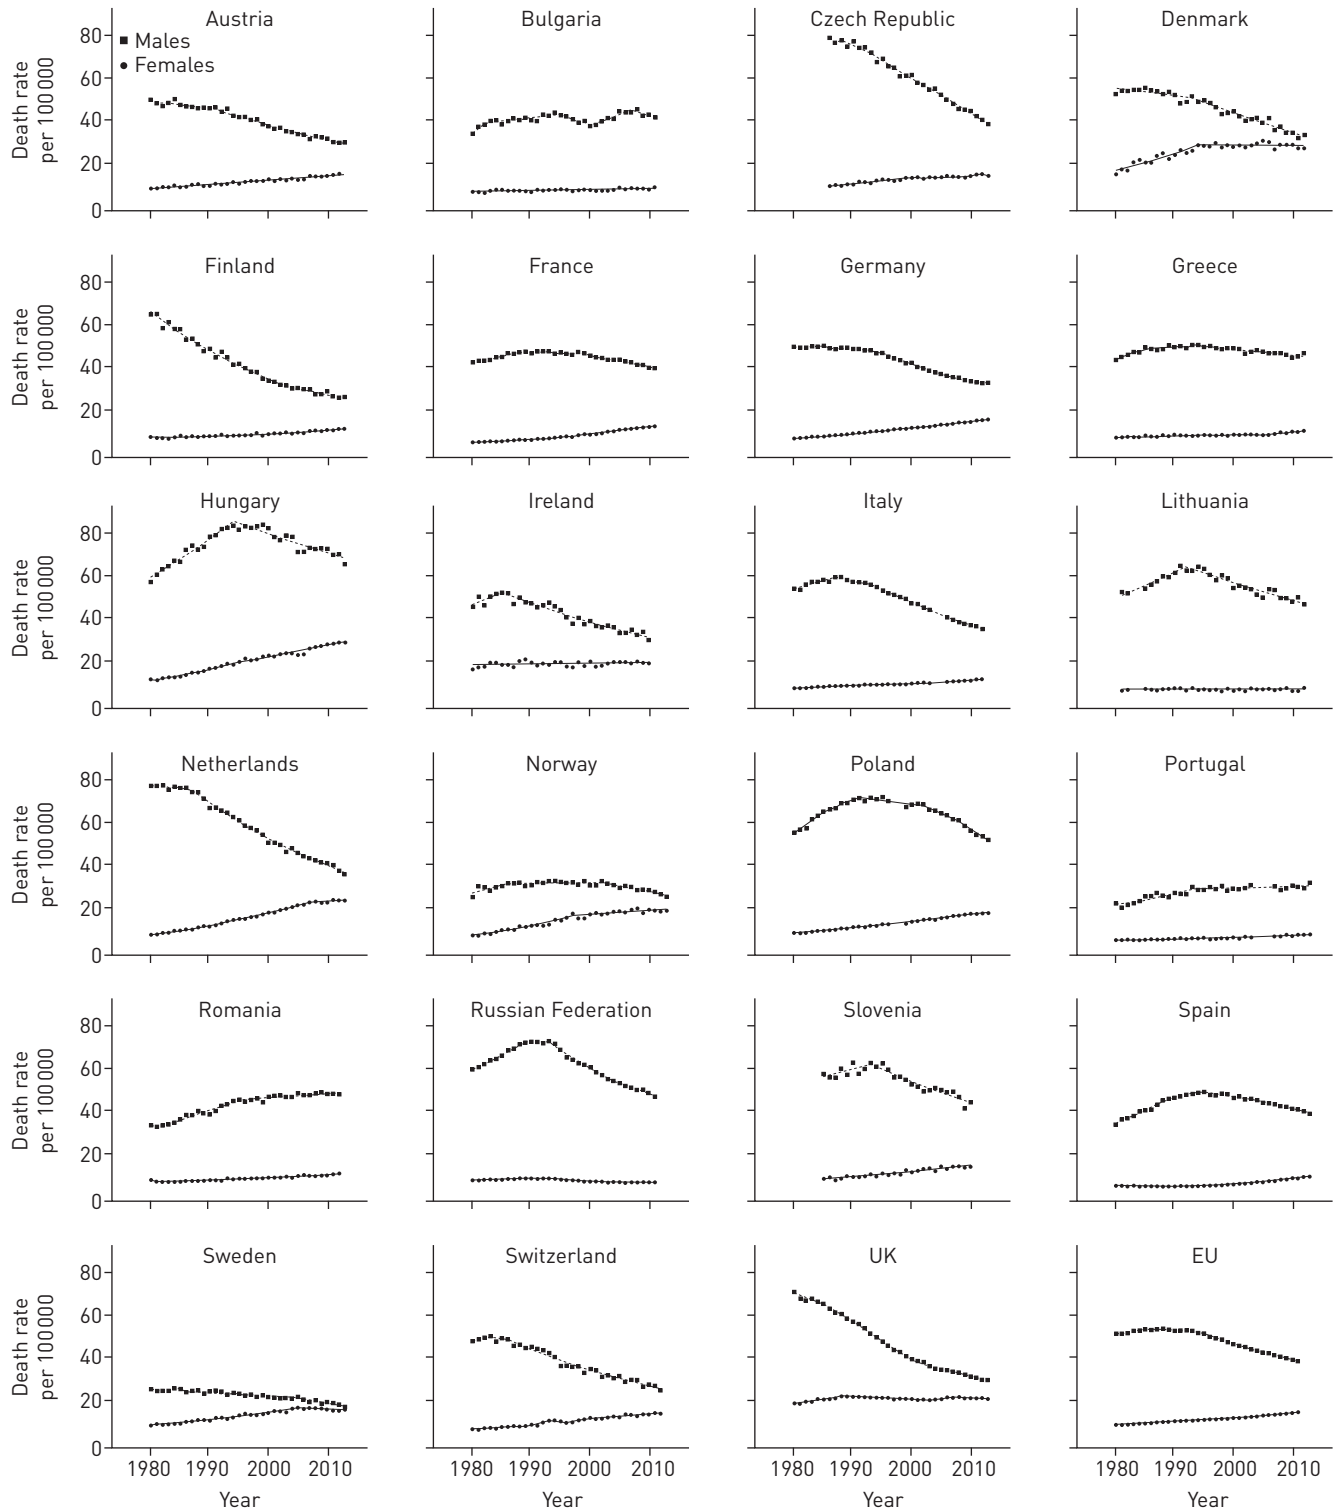 Austria
Bulgaria
Czech Republic
Denmark
Males
Females
Death rate
per 100 000
80
60
40
20
0
Finland
France
Germany
Greece
Death rate
per 100 000
80
60
40
20
0
Hungary
Ireland
Italy
Lithuania
Death rate
per 100 000
80
60
40
20
0
Netherlands
Norway
Poland
Portugal
Death rate
per 100 000
80
60
40
20
0
Romania
Russian Federation
Slovenia
Spain
Death rate
per 100 000
80
60
40
20
0
Sweden
Switzerland
UK
EU
Death rate
per 100 000
80
60
40
20
0
1980 1990 2000 2010
1980 1990 2000 2010
1980 1990 2000 2010
1980 1990 2000 2010
Year
Year
Year
Year